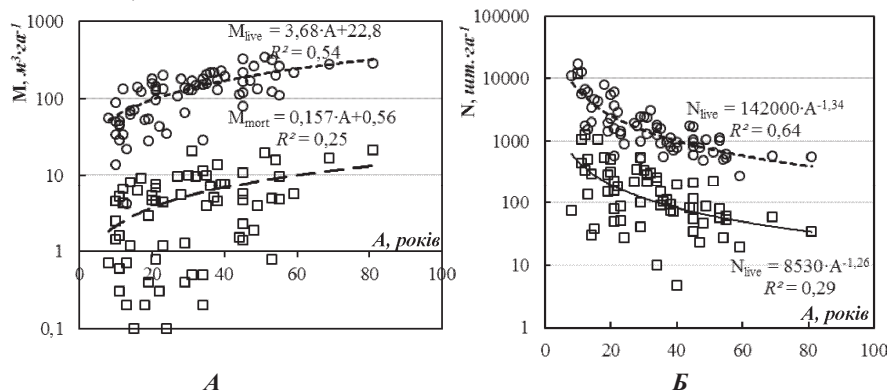 1000
100
10
1
0,1
M, м³·га⁻¹
M_live = 3,68·A+22,8
R² = 0,54
M_mort = 0,157·A+0,56
R² = 0,25
A, років
0 20 40 60 80 100
А
100000
10000
1000
100
10
1
N, шт.·га⁻¹
N_live = 142000·A⁻¹,³⁴
R² = 0,64
N_live = 8530·A⁻¹,²⁶
R² = 0,29
A, років
0 20 40 60 80 100
Б